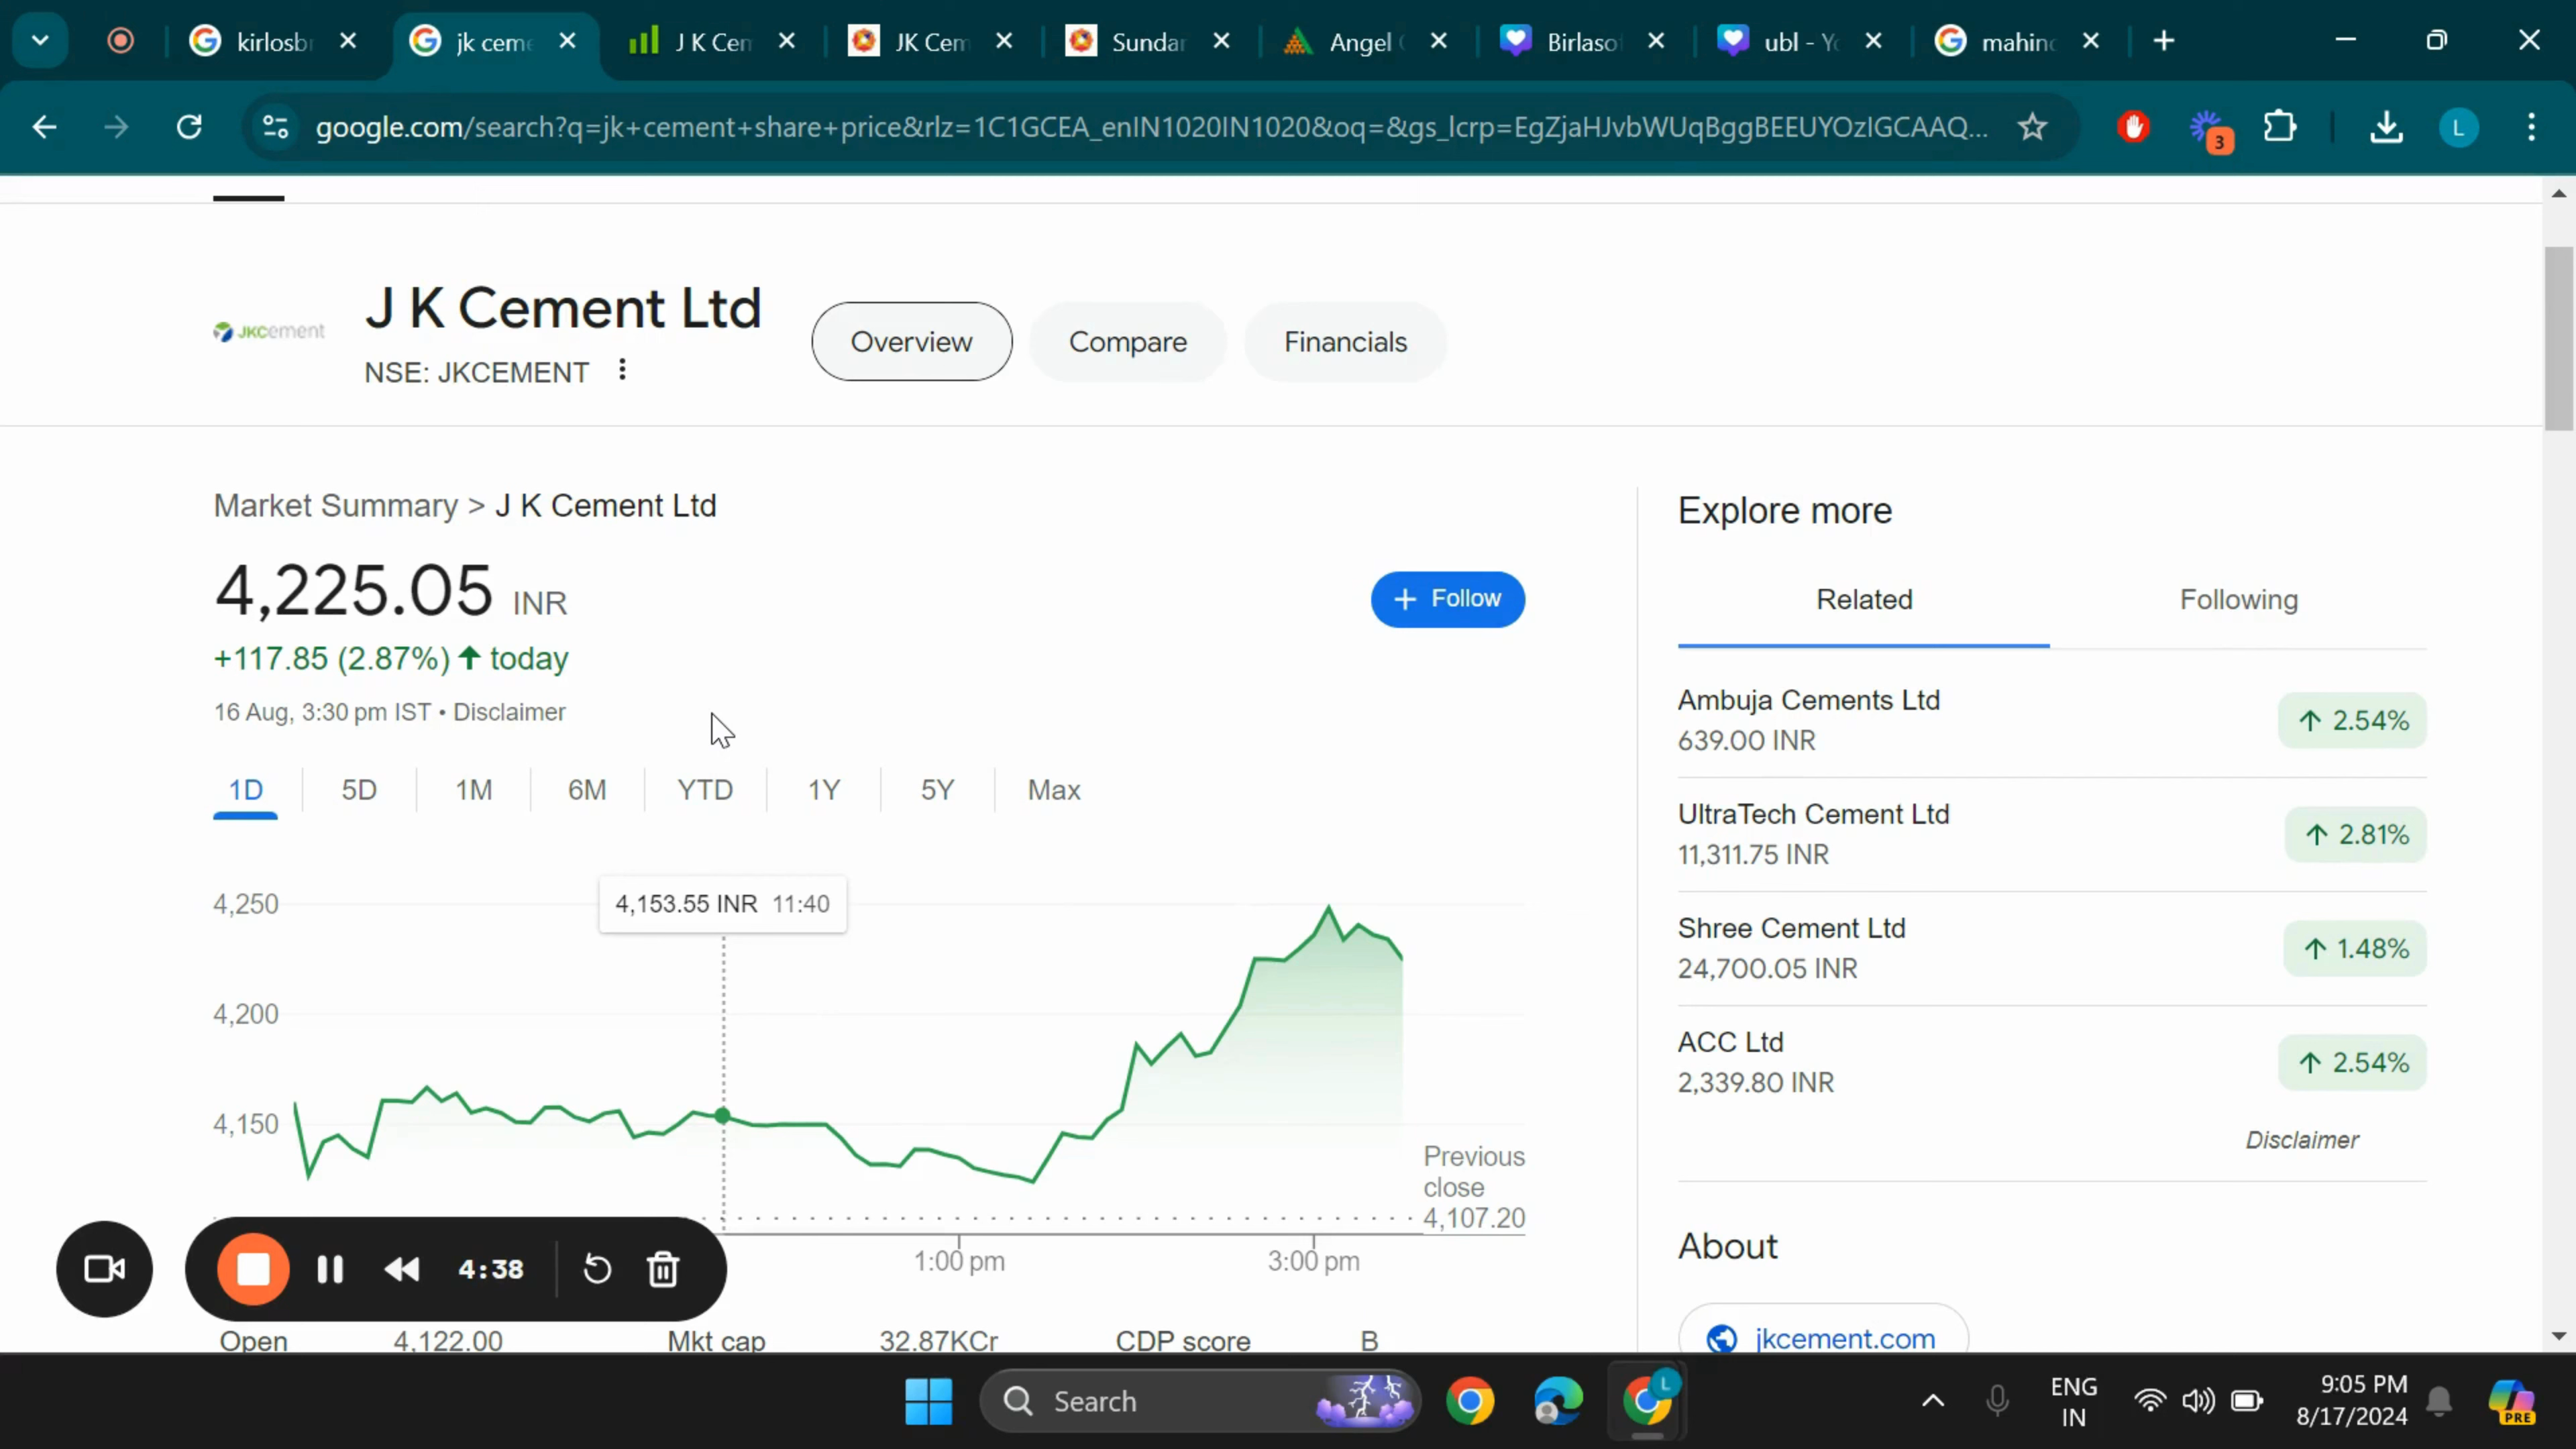 kirlosbr
jk ceme
J K Cem
JK Cem
Sundar
Angel
Birlasof
ubl - Yo
mahind
google.com/search?q=jk+cement+share+price&rlz=1C1GCEA_enIN1020IN1020&oq=&gs_lcrp=EgZjaHJvbWUqBggBEEUYOzIGCAAQ...
3
L
JKcement
J K Cement Ltd
NSE: JKCEMENT
Overview
Compare
Financials
Market Summary > J K Cement Ltd
4,225.05 INR
+117.85 (2.87%) ↑ today
16 Aug, 3:30 pm IST • Disclaimer
+ Follow
1D
5D
1M
6M
YTD
1Y
5Y
Max
4,250
4,200
4,150
4,153.55 INR 11:40
Previous
close
4,107.20
1:00 pm
3:00 pm
4:38
Open 4,122.00
Mkt cap 32.87KCr
CDP score B
Explore more
Related
Following
Ambuja Cements Ltd
639.00 INR
↑ 2.54%
UltraTech Cement Ltd
11,311.75 INR
↑ 2.81%
Shree Cement Ltd
24,700.05 INR
↑ 1.48%
ACC Ltd
2,339.80 INR
↑ 2.54%
Disclaimer
About
jkcement.com
Search
L
ENG
IN
9:05 PM
8/17/2024
PRE